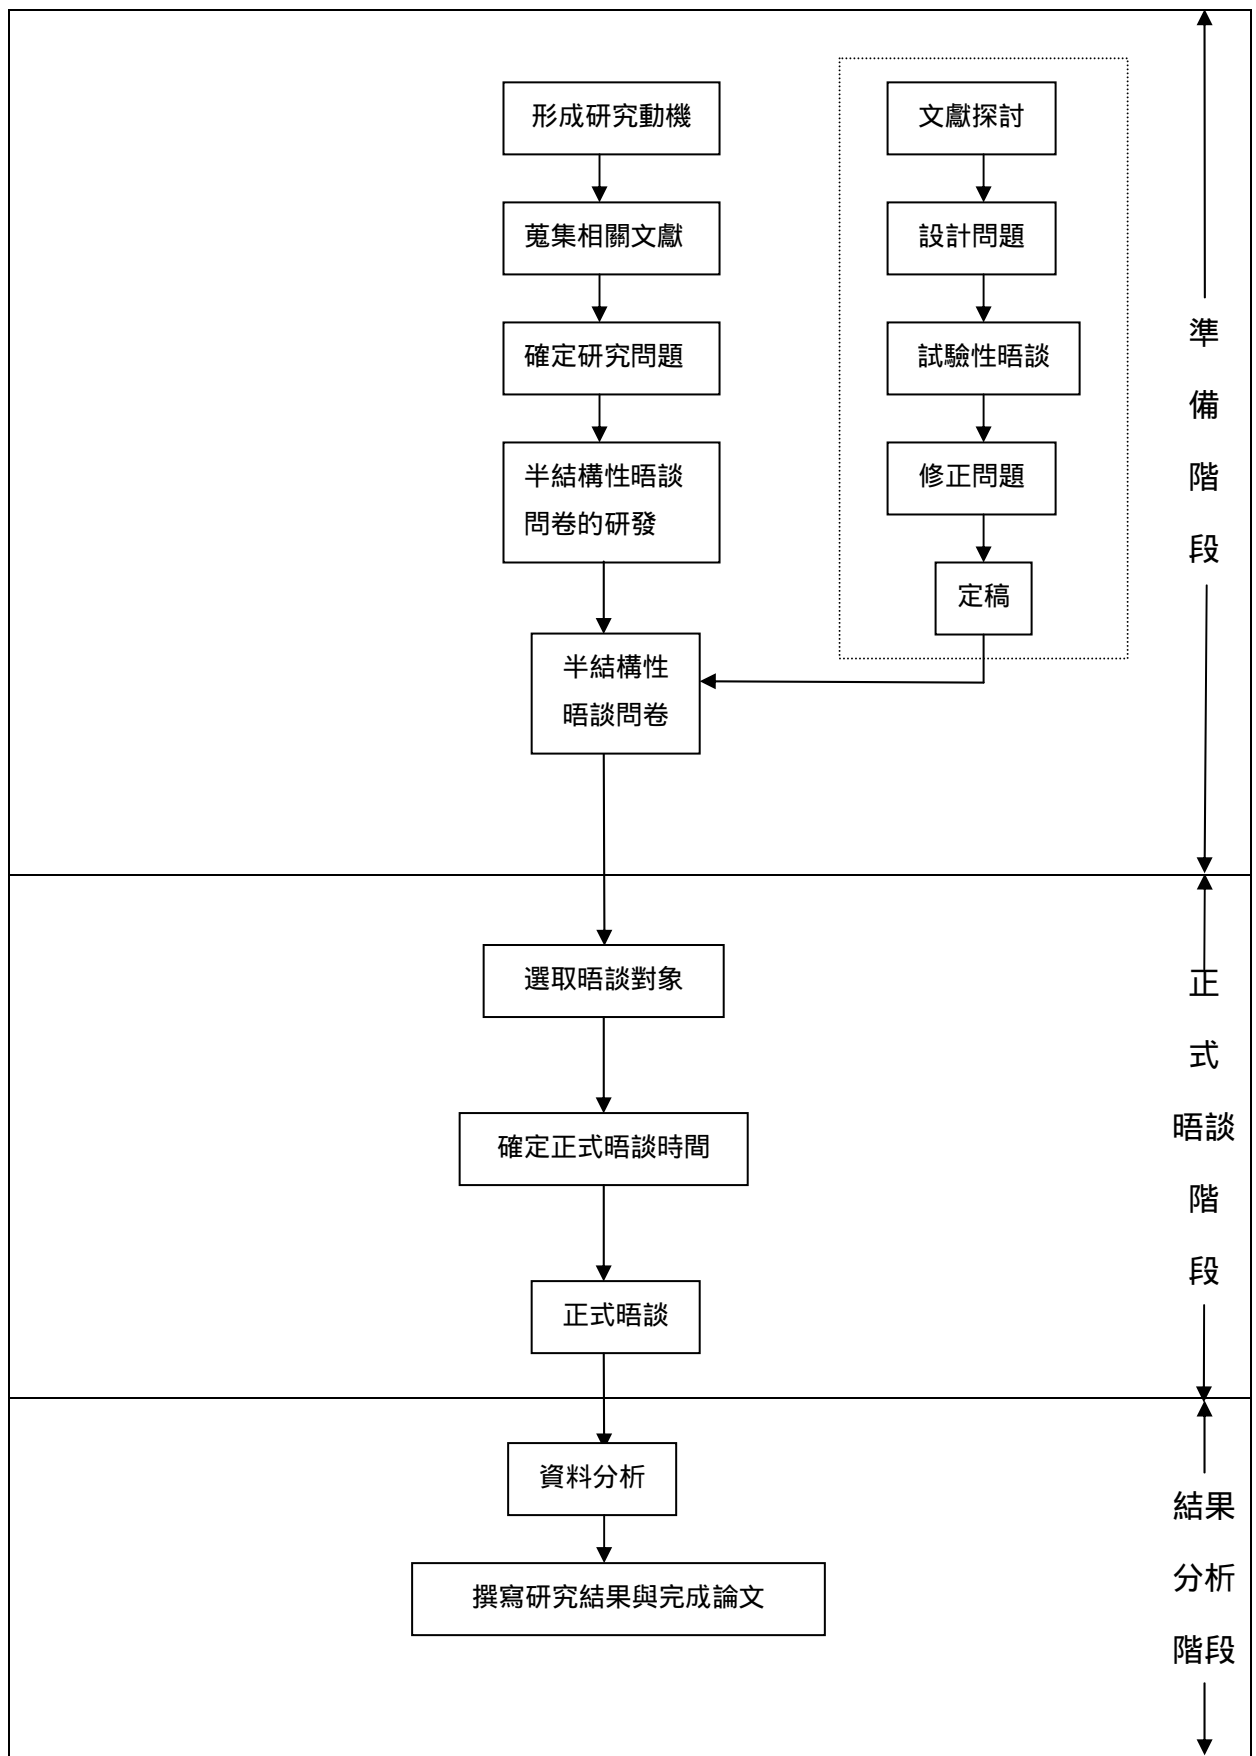 形成研究動機
蒐集相關文獻
確定研究問題
半結構性晤談
問卷的研發
半結構性
晤談問卷
文獻探討
設計問題
試驗性晤談
修正問題
定稿
準
備
階
段
選取晤談對象
確定正式晤談時間
正式晤談
正
式
晤談
階
段
資料分析
撰寫研究結果與完成論文
結果
分析
階段